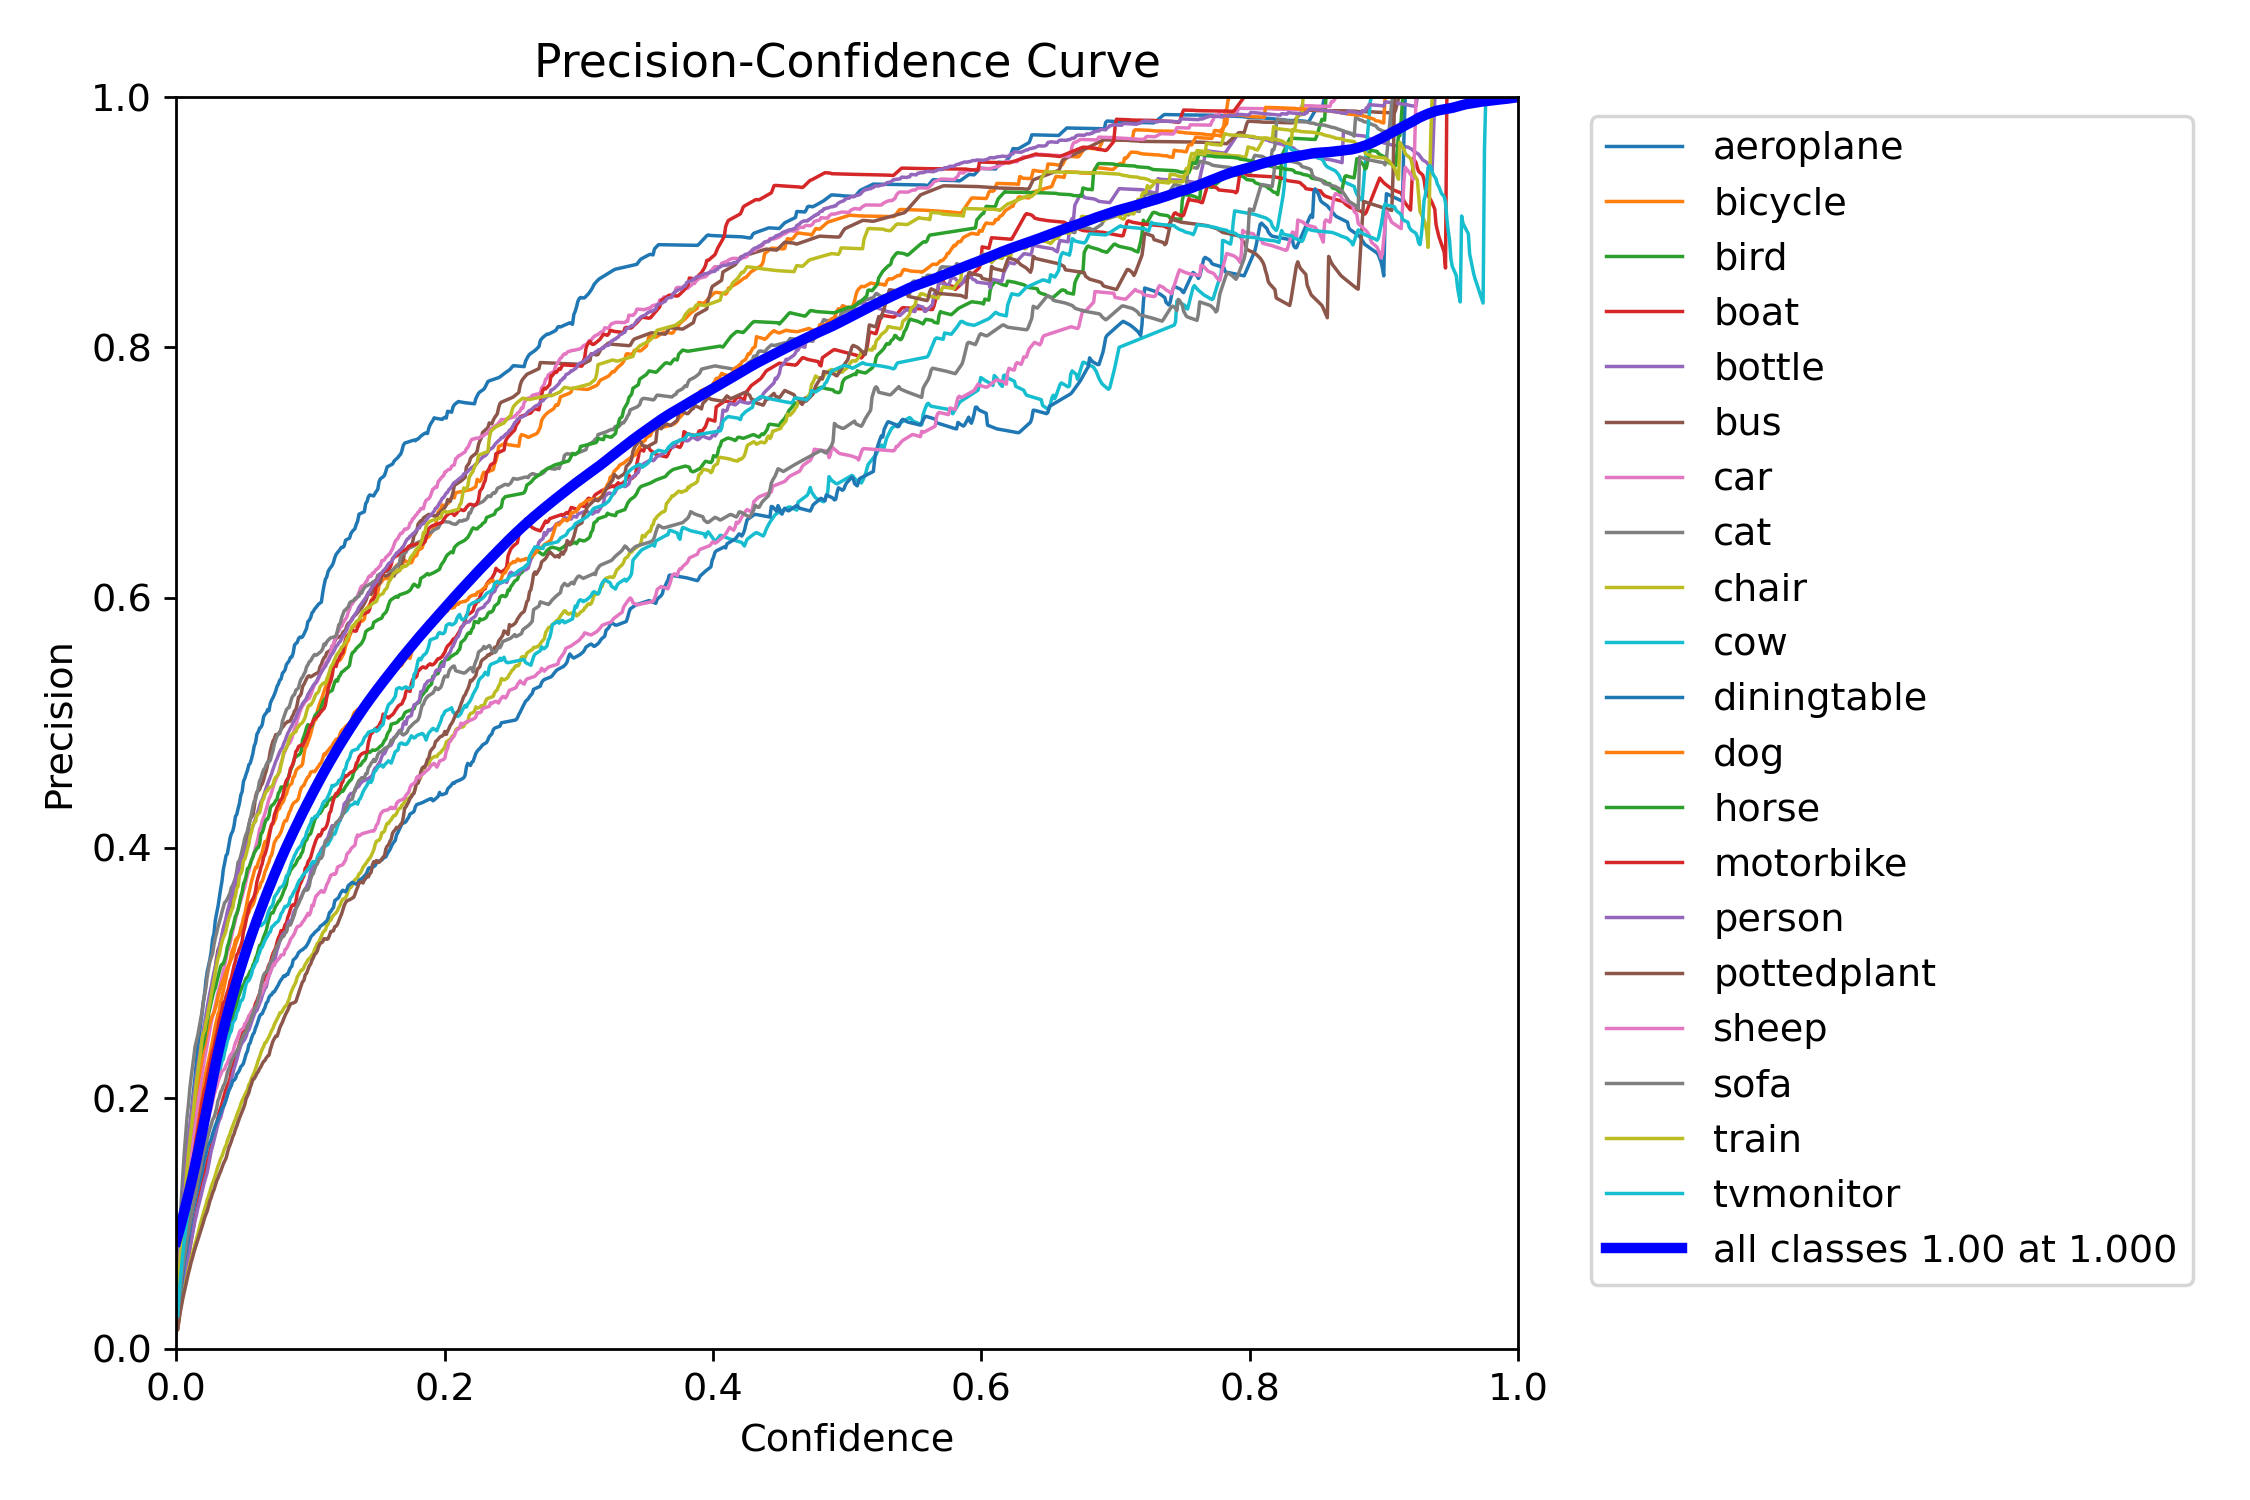 Precision-Confidence Curve
1.0
0.8
0.6
0.4
0.2
0.0
Precision
0.0 0.2 0.4 0.6 0.8 1.0
Confidence
aeroplane
bicycle
bird
boat
bottle
bus
car
cat
chair
cow
diningtable
dog
horse
motorbike
person
pottedplant
sheep
sofa
train
tvmonitor
all classes 1.00 at 1.000